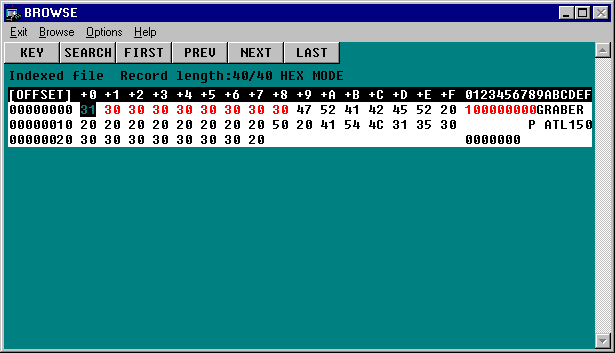 BROWSE
Exit Browse Options Help
KEY SEARCH FIRST PREV NEXT LAST
Indexed file Record length:40/40 HEX MODE
[OFFSET] +0 +1 +2 +3 +4 +5 +6 +7 +8 +9 +A +B +C +D +E +F 0123456789ABCDEF
00000000 31 30 30 30 30 30 30 30 30 47 52 41 42 45 52 20 100000000GRABER
00000010 20 20 20 20 20 20 20 20 50 20 41 54 4C 31 35 30 P ATL150
00000020 30 30 30 30 30 30 30 20 0000000